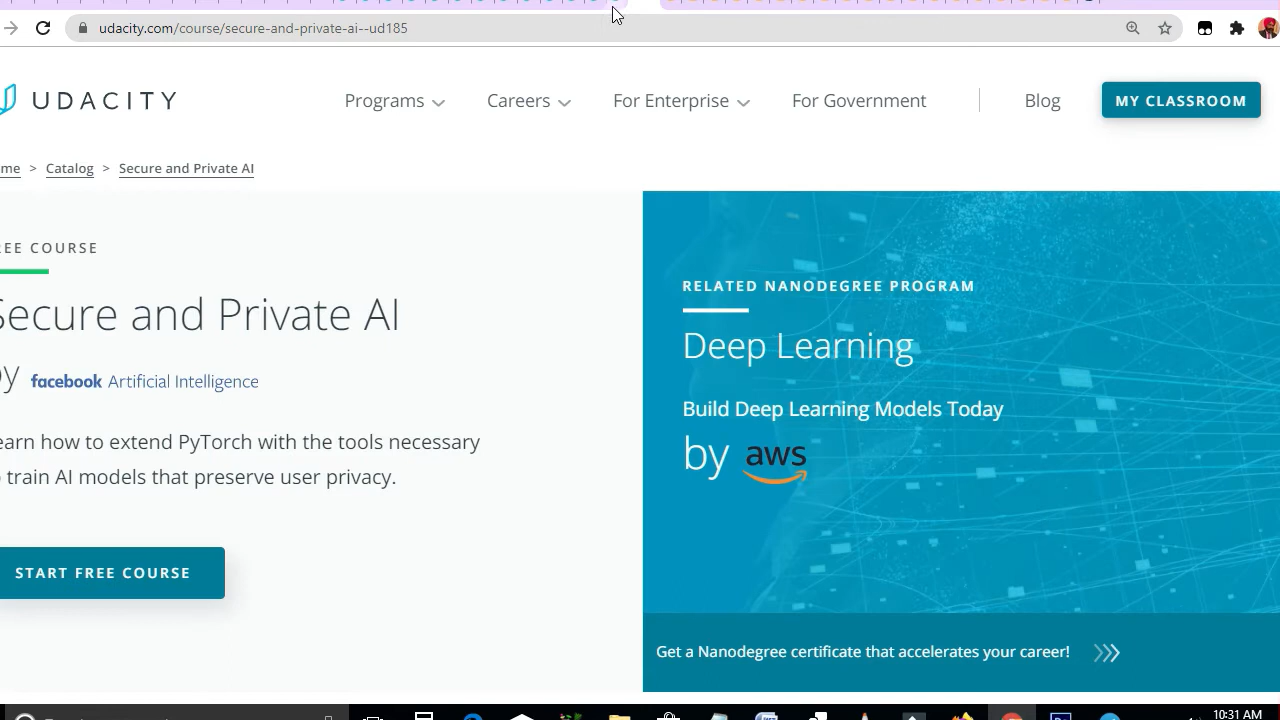 udacity.com/course/secure-and-private-ai--ud185
UDACITY
Programs
Careers
For Enterprise
For Government
Blog
MY CLASSROOM
me > Catalog > Secure and Private AI
REE COURSE
Secure and Private AI
by facebook Artificial Intelligence
earn how to extend PyTorch with the tools necessary
train AI models that preserve user privacy.
START FREE COURSE
RELATED NANODEGREE PROGRAM
Deep Learning
Build Deep Learning Models Today
by aws
Get a Nanodegree certificate that accelerates your career!
10:31 AM